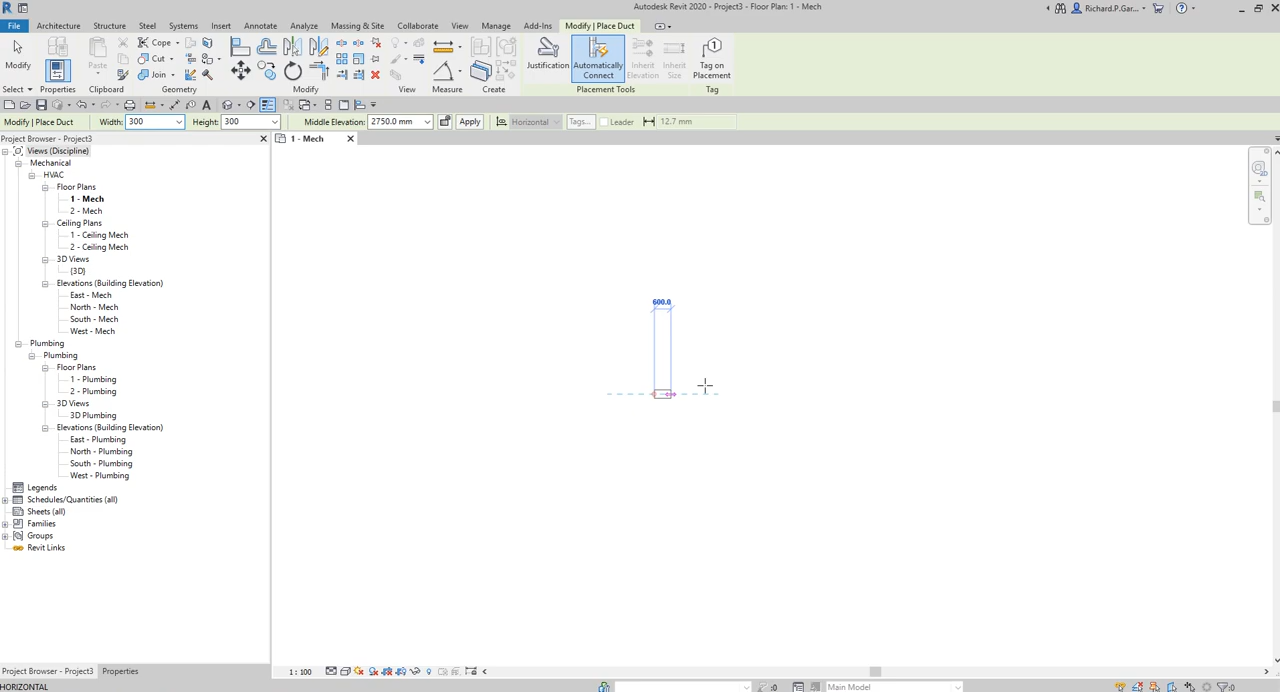 Autodesk Revit 2020 - Project3 - Floor Plan: 1 - Mech
Richard.P.Gar...
File Architecture Structure Steel Systems Insert Annotate Analyze Massing & Site Collaborate View Manage Add-Ins Modify | Place Duct
Modify
Paste
Cope
Cut
Join
Justification
Automatically Connect
Inherit Elevation
Inherit Size
Tag on Placement
Select Properties Clipboard Geometry Modify View Measure Create Placement Tools Tag
Modify | Place Duct Width: 300 Height: 300 Middle Elevation: 2750.0 mm Apply Horizontal Tags... Leader 12.7 mm
Project Browser - Project3
1 - Mech
Views (Discipline)
Mechanical
HVAC
Floor Plans
1 - Mech
2 - Mech
Ceiling Plans
1 - Ceiling Mech
2 - Ceiling Mech
3D Views
{3D}
Elevations (Building Elevation)
East - Mech
North - Mech
South - Mech
West - Mech
Plumbing
Plumbing
Floor Plans
1 - Plumbing
2 - Plumbing
3D Views
3D Plumbing
Elevations (Building Elevation)
East - Plumbing
North - Plumbing
South - Plumbing
West - Plumbing
Legends
Schedules/Quantities (all)
Sheets (all)
Families
Groups
Revit Links
600.0
Project Browser - Project3 Properties
1 : 100
HORIZONTAL
:0
Main Model
:0